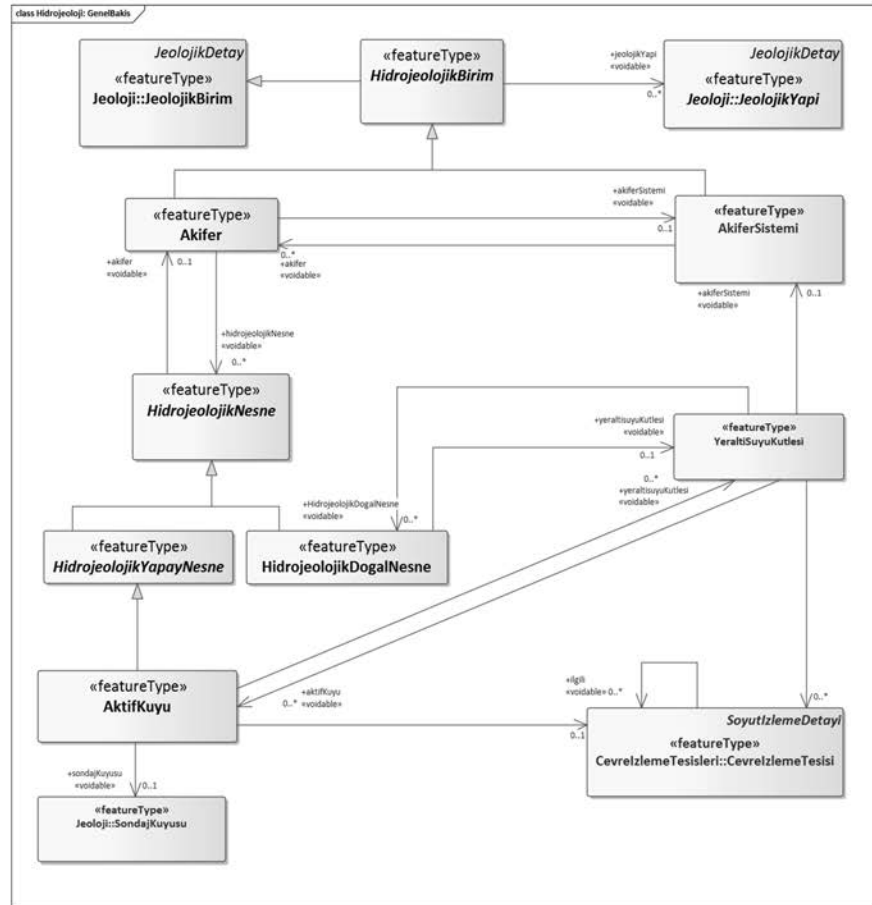 class Hidrojeoloji: GenelBakis
JeolojikDetay
«featureType»
Jeoloji::JeolojikBirim
«featureType»
HidrojeolojikBirim
+jeolojikYapi
«voidable»
0..*
JeolojikDetay
«featureType»
Jeoloji::JeolojikYapi
«featureType»
Akifer
+akiferSistemi
«voidable»
0..1
«featureType»
AkiferSistemi
0..*
+akifer
«voidable»
+akifer
«voidable»
0..1
+akiferSistemi
«voidable»
0..1
+hidrojeolojikNesne
«voidable»
0..*
«featureType»
HidrojeolojikNesne
+yeraltisuyuKutlesi
«voidable»
0..1
«featureType»
YeraltiSuyuKutlesi
0..*
+yeraltisuyuKutlesi
«voidable»
+HidrojeolojikDogalNesne
«voidable»
0..*
«featureType»
HidrojeolojikYapayNesne
«featureType»
HidrojeolojikDogalNesne
«featureType»
AktifKuyu
+aktifKuyu
0..*
«voidable»
+ilgili
«voidable» 0..*
0..*
0..1
SoyutIzlemeDetayi
«featureType»
CevreIzlemeTesisleri::CevreIzlemeTesisi
+sondajKuyusu
«voidable»
0..1
«featureType»
Jeoloji::SondajKuyusu